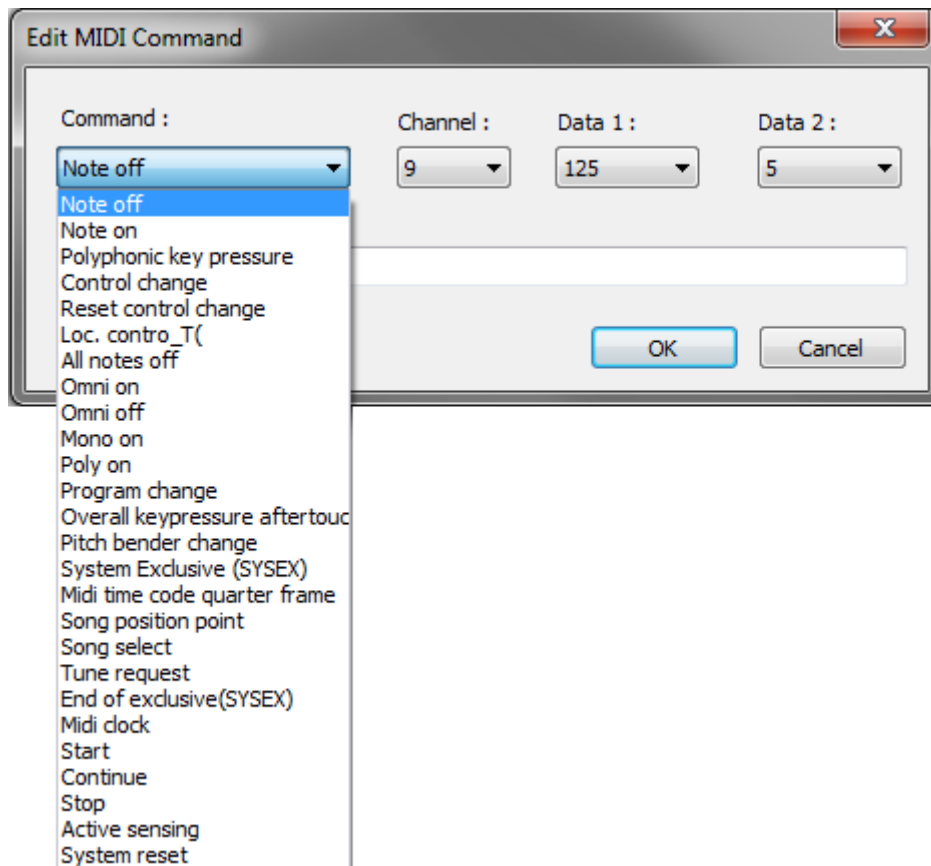 Edit MIDI Command
Command : Channel : Data 1 : Data 2 :
Note off 9 125 5
Note off
Note on
Polyphonic key pressure
Control change
Reset control change
Loc. contro_T(
All notes off
Omni on
Omni off
Mono on
Poly on
Program change
Overall keypressure aftertouc
Pitch bender change
System Exclusive (SYSEX)
Midi time code quarter frame
Song position point
Song select
Tune request
End of exclusive(SYSEX)
Midi clock
Start
Continue
Stop
Active sensing
System reset
OK Cancel